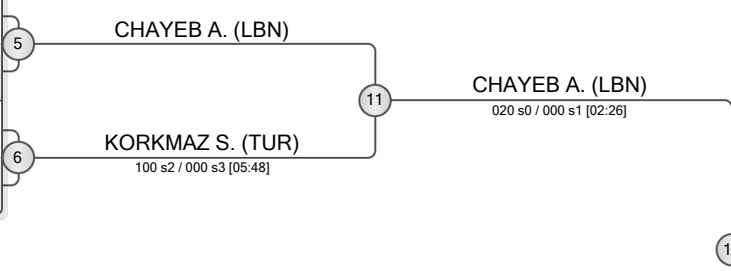 5
CHAYEB A. (LBN)
11
CHAYEB A. (LBN)
020 s0 / 000 s1 [02:26]
6
KORKMAZ S. (TUR)
100 s2 / 000 s3 [05:48]